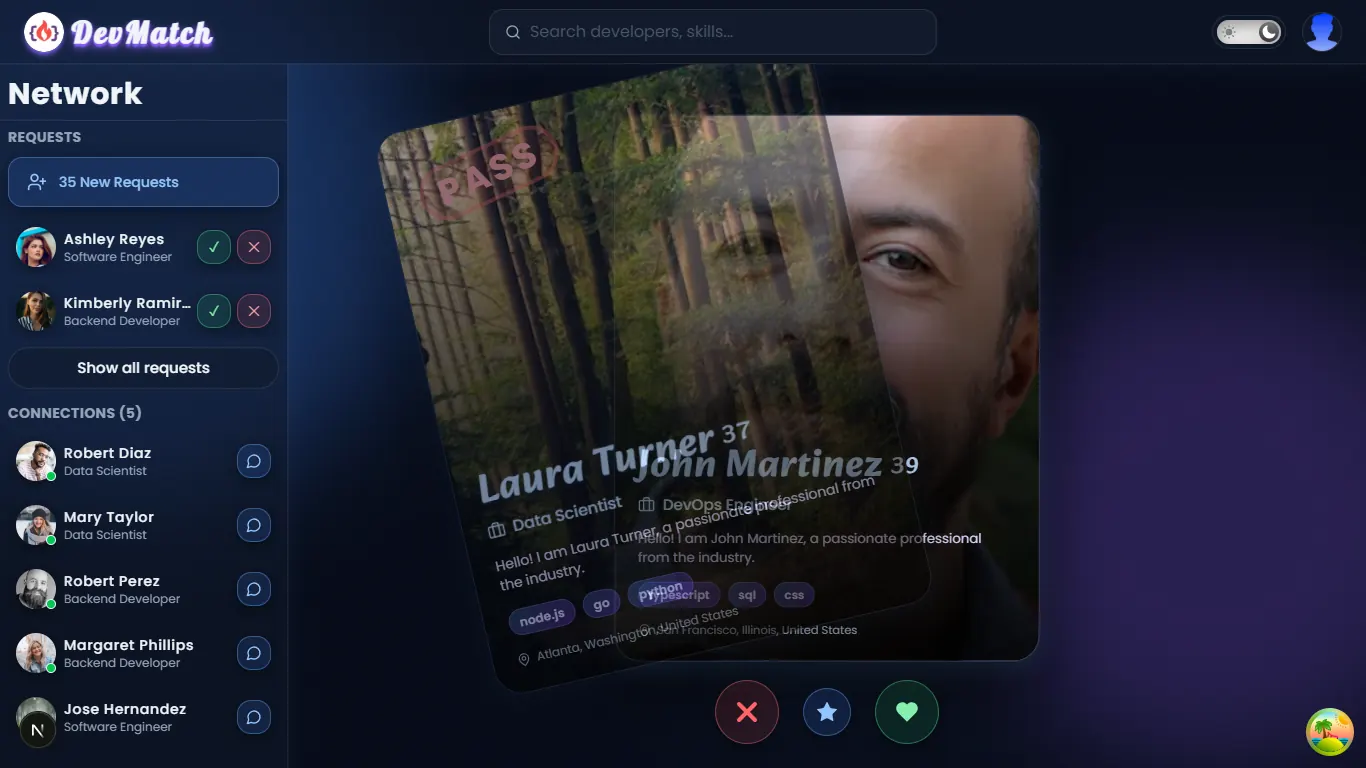 DevMatch
Search developers, skills...
Network
REQUESTS
35 New Requests
Ashley Reyes
Software Engineer
Kimberly Ramir...
Backend Developer
Show all requests
CONNECTIONS (5)
Robert Diaz
Data Scientist
Mary Taylor
Data Scientist
Robert Perez
Backend Developer
Margaret Phillips
Backend Developer
Jose Hernandez
Software Engineer
N
PASS
Laura Turner 37
Data Scientist
Hello! I am Laura Turner, a passionate professional from
the industry.
node.js
go
python
Atlanta, Washington, United States
John Martinez 39
DevOps Engineer
Hello! I am John Martinez, a passionate professional
from the industry.
Typescript
sql
css
San Francisco, Illinois, United States